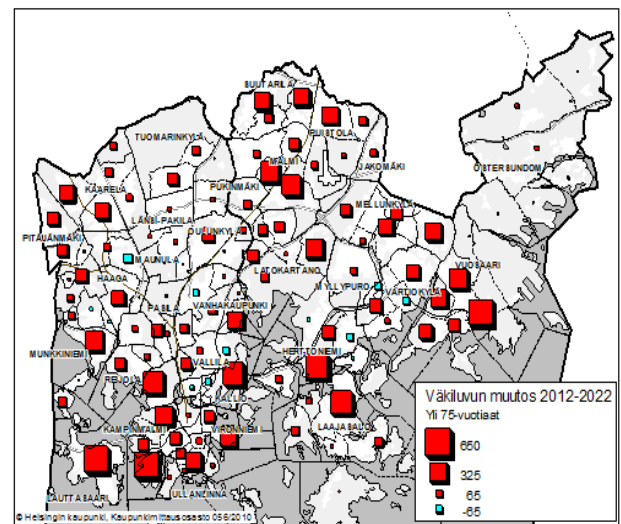 SUUTARILA
TUOMARINKYLÄ
PUISTOLA
ÖSTERSUNDOM
MALMI
JAKOMÄKI
KAARELA
PUKINMÄKI
MELLUNKYLÄ
LÄNSI-PAKILA
PITÄJÄNMÄKI
OULUNKYLÄ
MAUNULA
LATOKARTANO
VUOSAARI
HAAGA
MYLLYPURO
VARTIOKYLÄ
PASILA
VANHAKAUPUNKI
MUNKKINIEMI
VALLILA
HERTTONIEMI
REIJOLA
KALLIO
KAMPINMALMI
VIRONNIEMI
LAAJASALO
LAUTTASAARI
ULLANLINNA
Väkiluvun muutos 2012-2022
Yli 75-vuotiaat
650
325
65
-65
© Helsingin kaupunki, Kaupunkimittausosasto 056/2010